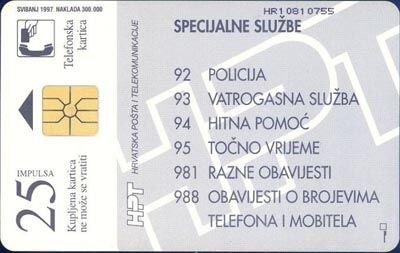 SVIBANJ 1997. NAKLADA 300.000
HR10810755
Telefonska
kartica
SPECIJALNE SLUŽBE
92 POLICIJA
93 VATROGASNA SLUŽBA
94 HITNA POMOĆ
95 TOČNO VRIJEME
981 RAZNE OBAVIJESTI
988 OBAVIJESTI O BROJEVIMA
TELEFONA I MOBITELA
25 IMPULSA
Kupljena kartica
ne može se vratiti
HPT HRVATSKA POŠTA I TELEKOMUNIKACIJE
HPT